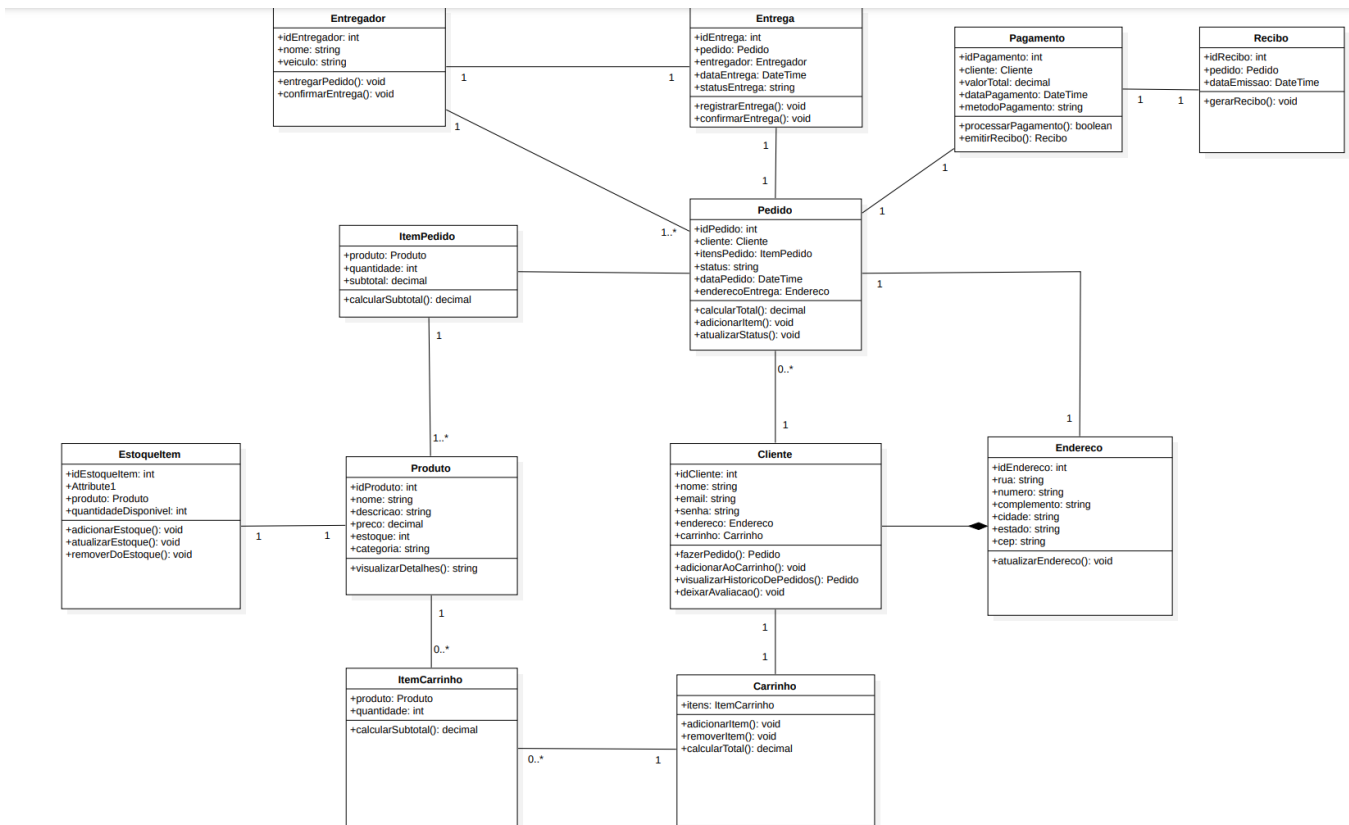 Entregador
+idEntregador: int
+nome: string
+veiculo: string
+entregarPedido(): void
+confirmarEntrega(): void
1
1
1
Entrega
+idEntrega: int
+pedido: Pedido
+entregador: Entregador
+dataEntrega: DateTime
+statusEntrega: string
+registrarEntrega(): void
+confirmarEntrega(): void
1
1
Pagamento
+idPagamento: int
+cliente: Cliente
+valorTotal: decimal
+dataPagamento: DateTime
+metodoPagamento: string
+processarPagamento(): boolean
+emitirRecibo(): Recibo
1
1
1
1
Recibo
+idRecibo: int
+pedido: Pedido
+dataEmissao: DateTime
+gerarRecibo(): void
ItemPedido
+produto: Produto
+quantidade: int
+subtotal: decimal
+calcularSubtotal(): decimal
1
1..*
1..*
Pedido
+idPedido: int
+cliente: Cliente
+itensPedido: ItemPedido
+status: string
+dataPedido: DateTime
+enderecoEntrega: Endereco
+calcularTotal(): decimal
+adicionarItem(): void
+atualizarStatus(): void
1
1
0..*
1
EstoqueItem
+idEstoqueItem: int
+Attribute1
+produto: Produto
+quantidadeDisponivel: int
+adicionarEstoque(): void
+atualizarEstoque(): void
+removerDoEstoque(): void
1
1
Produto
+idProduto: int
+nome: string
+descricao: string
+preco: decimal
+estoque: int
+categoria: string
+visualizarDetalhes(): string
1
0..*
Cliente
+idCliente: int
+nome: string
+email: string
+senha: string
+endereco: Endereco
+carrinho: Carrinho
+fazerPedido(): Pedido
+adicionarAoCarrinho(): void
+visualizarHistoricoDePedidos(): Pedido
+deixarAvaliacao(): void
1
1
Endereco
+idEndereco: int
+rua: string
+numero: string
+complemento: string
+cidade: string
+estado: string
+cep: string
+atualizarEndereco(): void
ItemCarrinho
+produto: Produto
+quantidade: int
+calcularSubtotal(): decimal
0..*
1
Carrinho
+itens: ItemCarrinho
+adicionarItem(): void
+removerItem(): void
+calcularTotal(): decimal